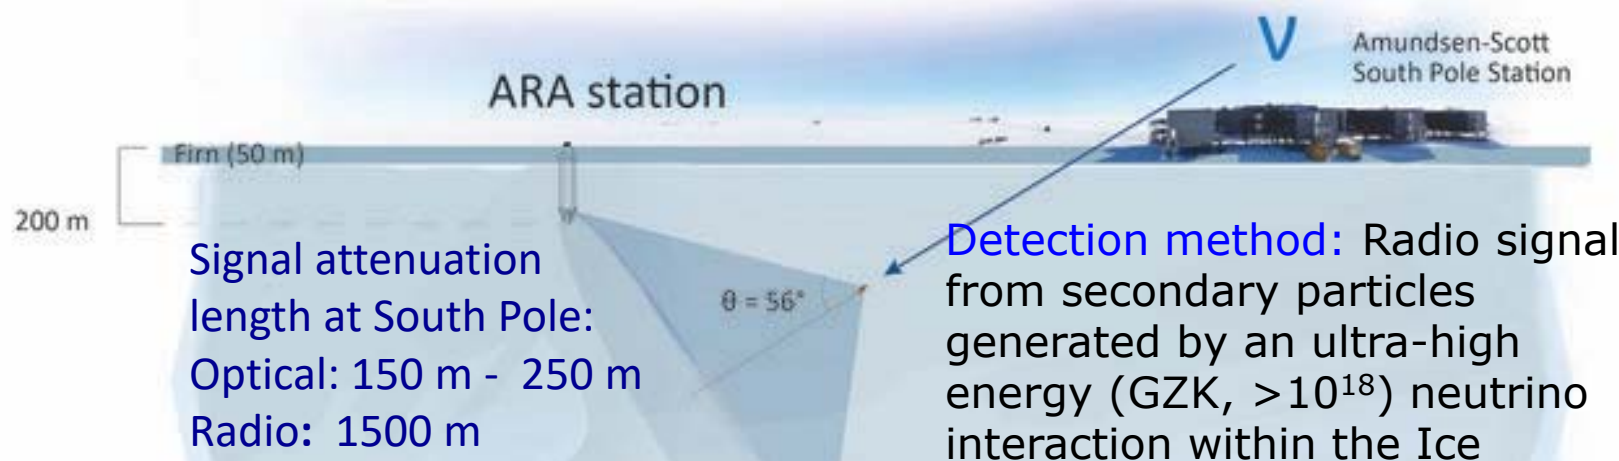 ν
Amundsen-Scott
South Pole Station
ARA station
Firn (50 m)
200 m
Signal attenuation
length at South Pole:
Optical: 150 m - 250 m
Radio: 1500 m
θ = 56°
Detection method: Radio signal
from secondary particles
generated by an ultra-high
energy (GZK, >10¹⁸) neutrino
interaction within the Ice